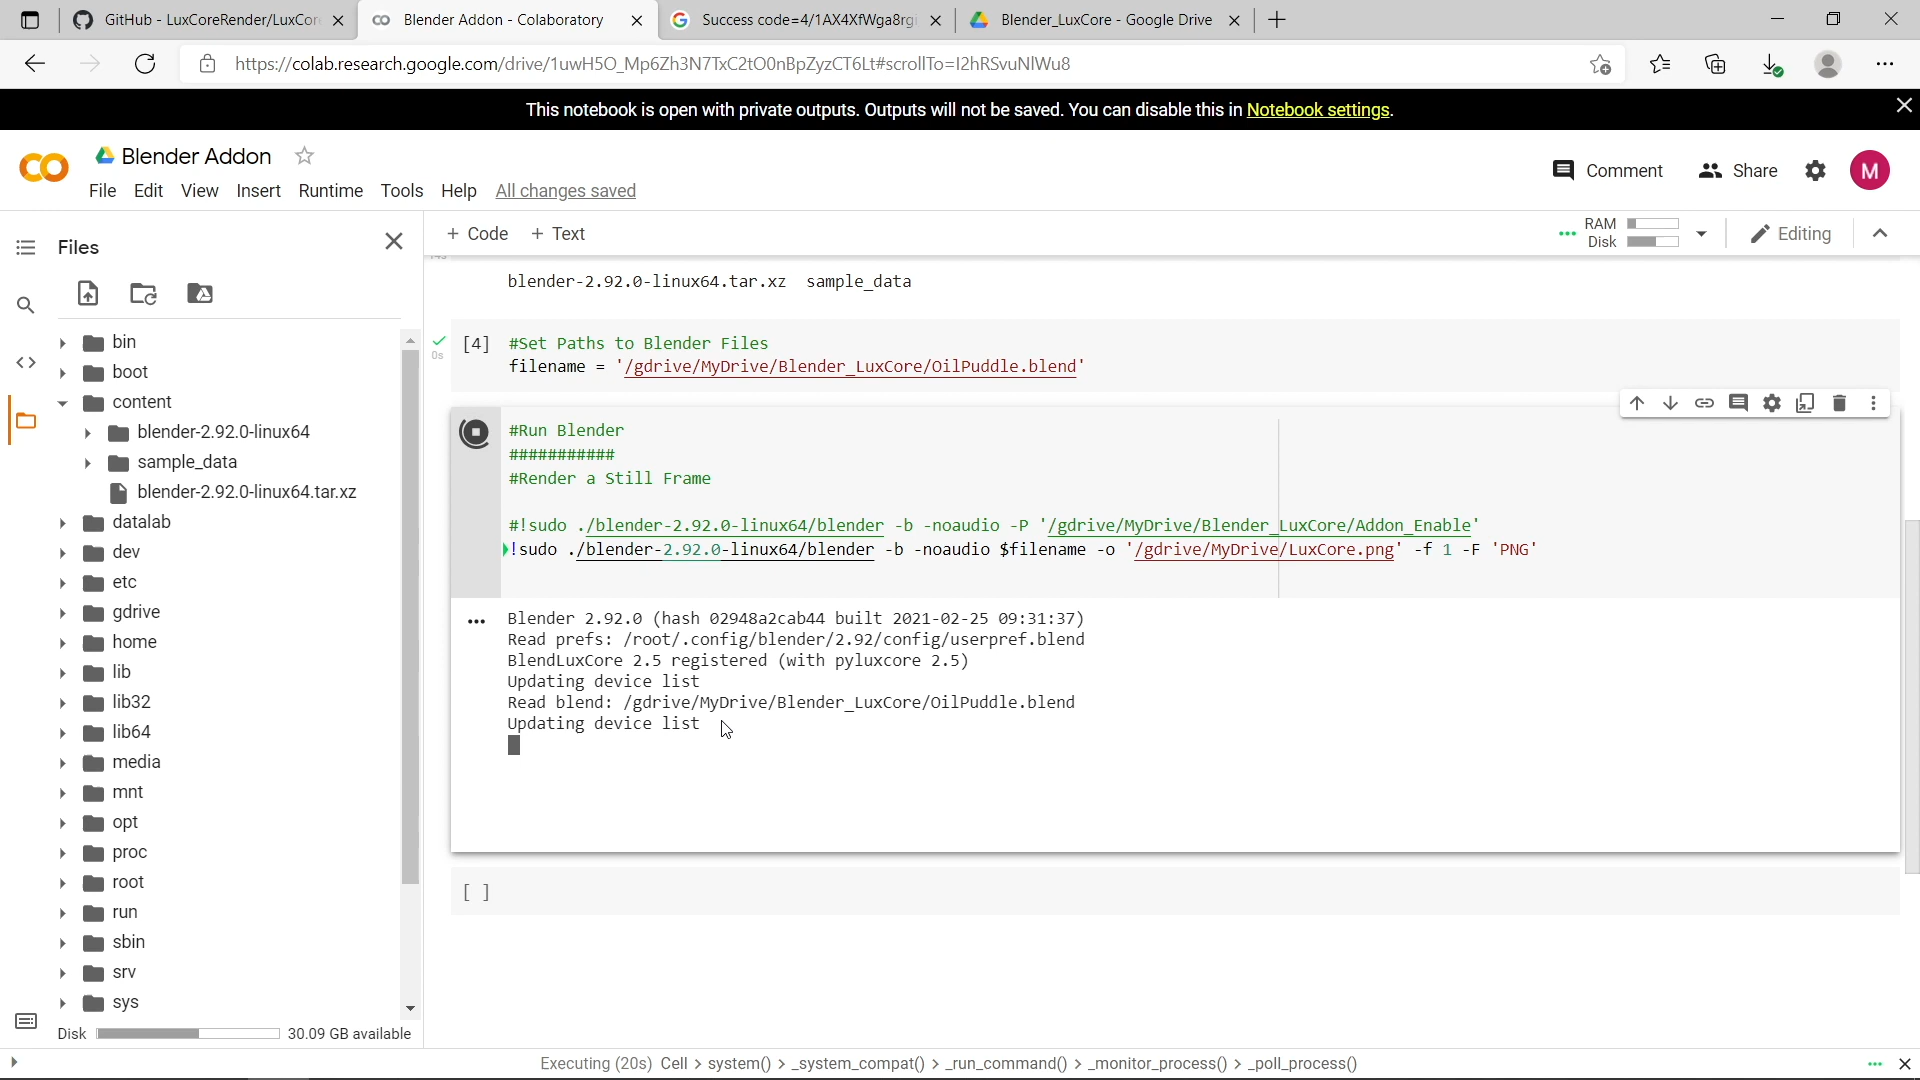 GitHub - LuxCoreRender/LuxCor
Blender Addon - Colaboratory
Success code=4/1AX4XfWga8rgi
Blender_LuxCore - Google Drive
https://colab.research.google.com/drive/1uwH5O_Mp6Zh3N7TxC2tO0nBpZyzCT6Lt#scrollTo=I2hRSvuNlWu8
This notebook is open with private outputs. Outputs will not be saved. You can disable this in Notebook settings.
Blender Addon
Comment
Share
M
File Edit View Insert Runtime Tools Help All changes saved
Files
+ Code + Text
RAM
Disk
Editing
blender-2.92.0-linux64.tar.xz sample_data
bin
boot
content
blender-2.92.0-linux64
sample_data
blender-2.92.0-linux64.tar.xz
datalab
dev
etc
gdrive
home
lib
lib32
lib64
media
mnt
opt
proc
root
run
sbin
srv
sys
Disk 30.09 GB available
0s
[4] #Set Paths to Blender Files
filename = '/gdrive/MyDrive/Blender_LuxCore/OilPuddle.blend'
#Run Blender
###########
#Render a Still Frame
#!sudo ./blender-2.92.0-linux64/blender -b -noaudio -P '/gdrive/MyDrive/Blender_LuxCore/Addon_Enable'
!sudo ./blender-2.92.0-linux64/blender -b -noaudio $filename -o '/gdrive/MyDrive/LuxCore.png' -f 1 -F 'PNG'
Blender 2.92.0 (hash 02948a2cab44 built 2021-02-25 09:31:37)
Read prefs: /root/.config/blender/2.92/config/userpref.blend
BlendLuxCore 2.5 registered (with pyluxcore 2.5)
Updating device list
Read blend: /gdrive/MyDrive/Blender_LuxCore/OilPuddle.blend
Updating device list
[ ]
Executing (20s) Cell > system() > _system_compat() > _run_command() > _monitor_process() > _poll_process()